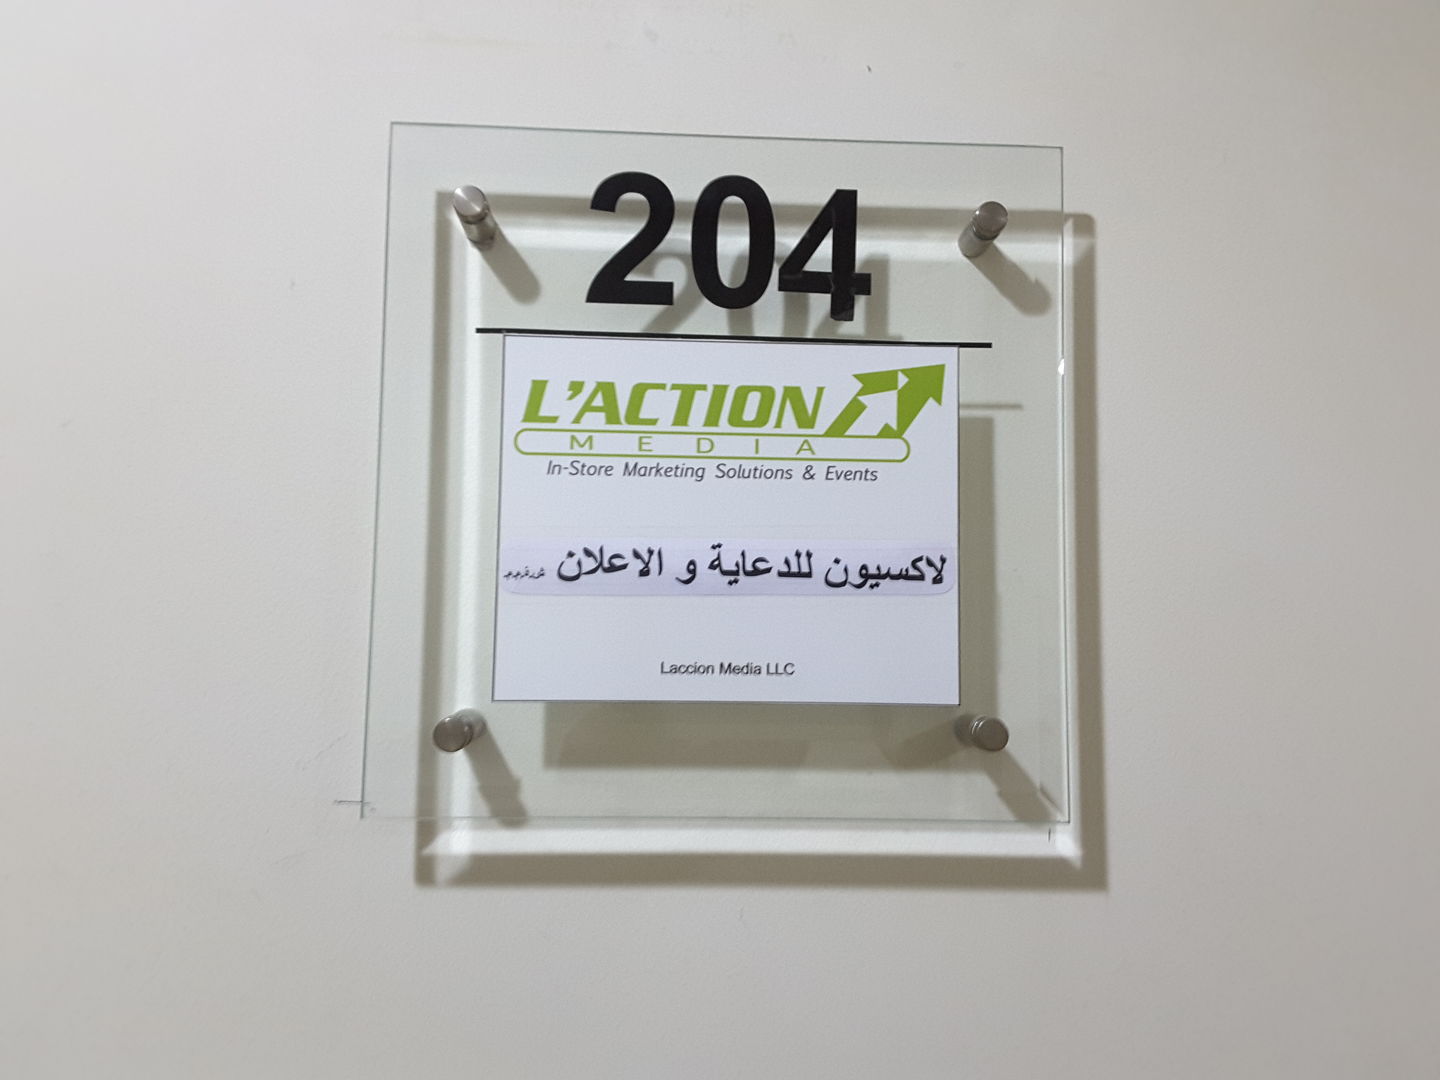 204
L'ACTION
MEDIA
In-Store Marketing Solutions & Events
لاكسيون للدعاية و الاعلان ش.ذ.م.م
Laccion Media LLC